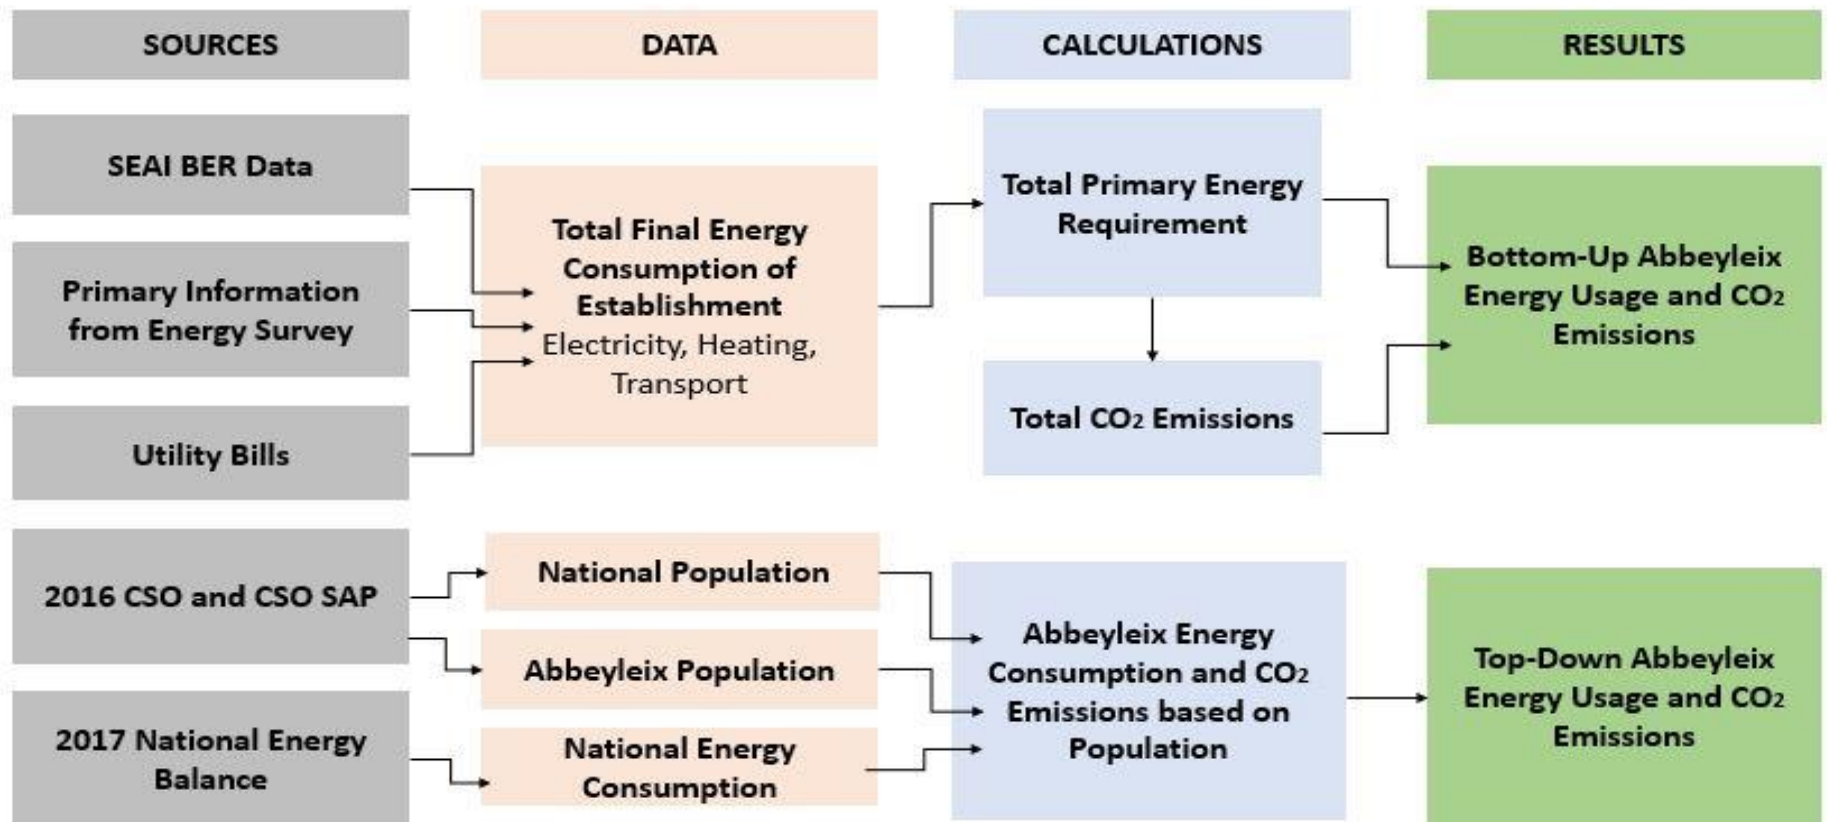 SOURCES
DATA
CALCULATIONS
RESULTS
SEAI BER Data
Primary Information
from Energy Survey
Utility Bills
Total Final Energy
Consumption of
Establishment
Electricity, Heating,
Transport
Total Primary Energy
Requirement
Total CO2 Emissions
Bottom-Up Abbeyleix
Energy Usage and CO2
Emissions
2016 CSO and CSO SAP
2017 National Energy
Balance
National Population
Abbeyleix Population
National Energy
Consumption
Abbeyleix Energy
Consumption and CO2
Emissions based on
Population
Top-Down Abbeyleix
Energy Usage and CO2
Emissions